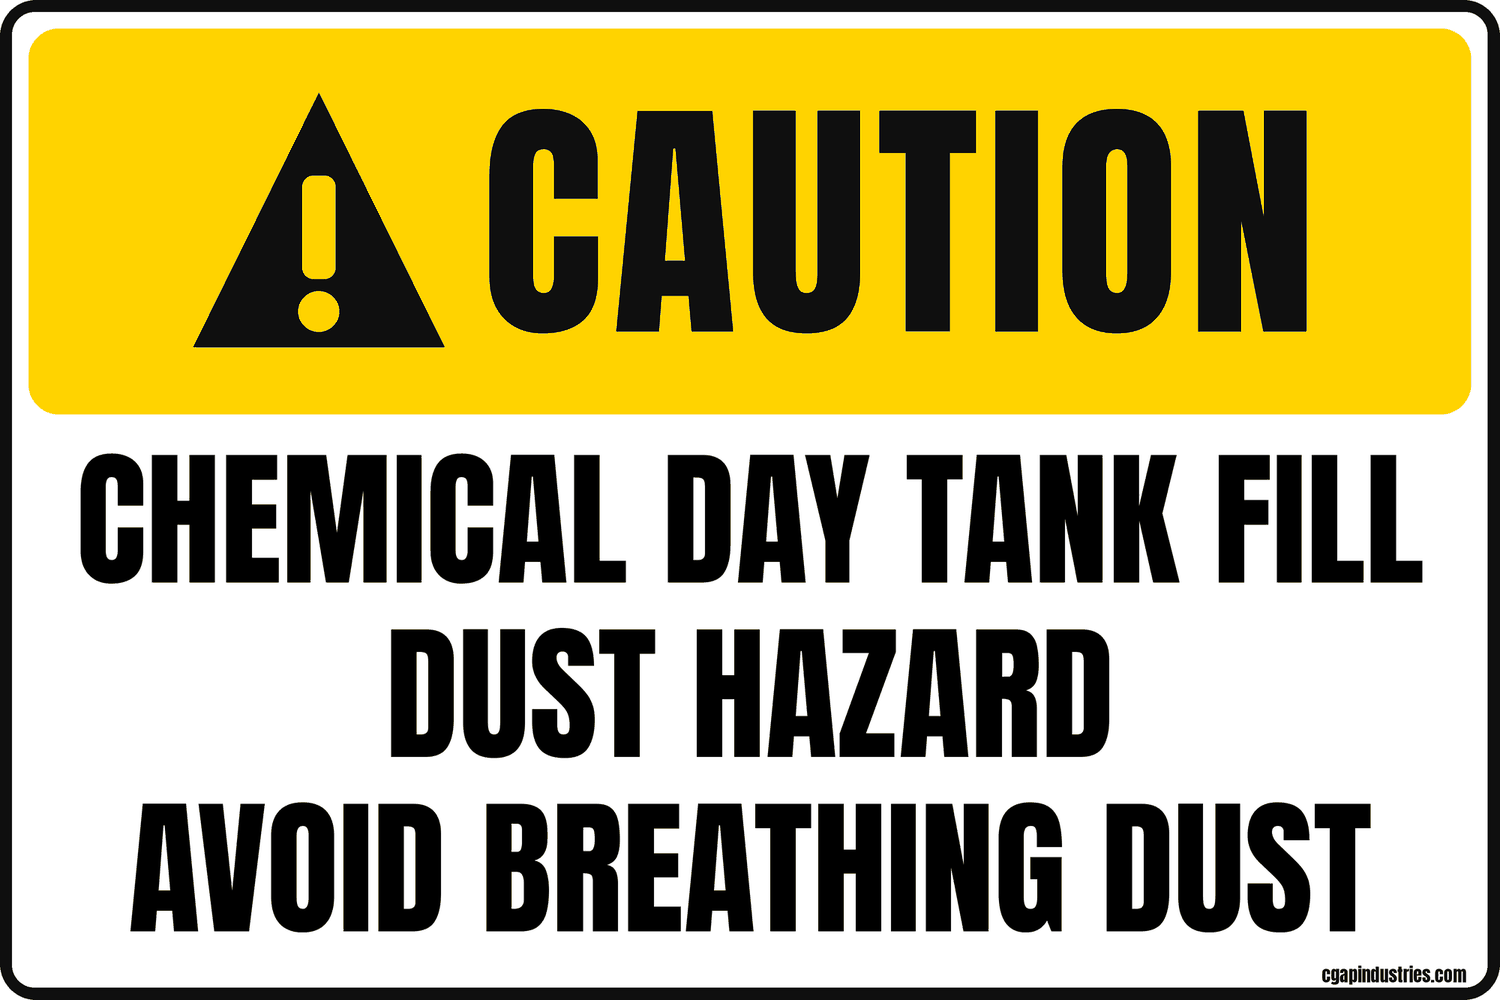 CAUTION
CHEMICAL DAY TANK FILL
DUST HAZARD
AVOID BREATHING DUST
cgapindustries.com